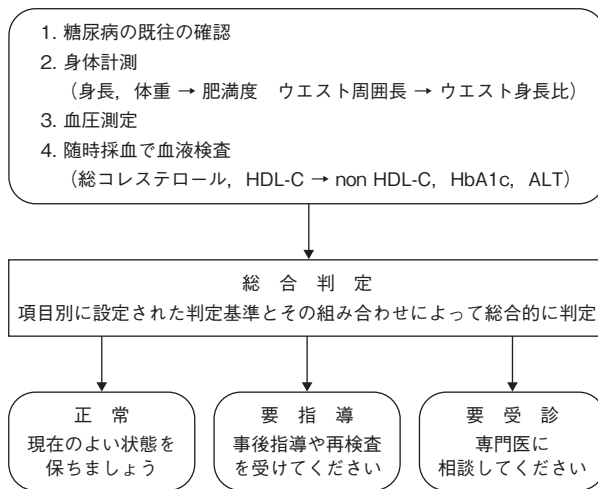 1. 糖尿病の既往の確認
2. 身体計測
（身長，体重 → 肥満度　ウエスト周囲長 → ウエスト身長比）
3. 血圧測定
4. 随時採血で血液検査
（総コレステロール，HDL-C → non HDL-C，HbA1c，ALT）
総　合　判　定
項目別に設定された判定基準とその組み合わせによって総合的に判定
正　常
現在のよい状態を
保ちましょう
要　指　導
事後指導や再検査
を受けてください
要　受　診
専門医に
相談してください